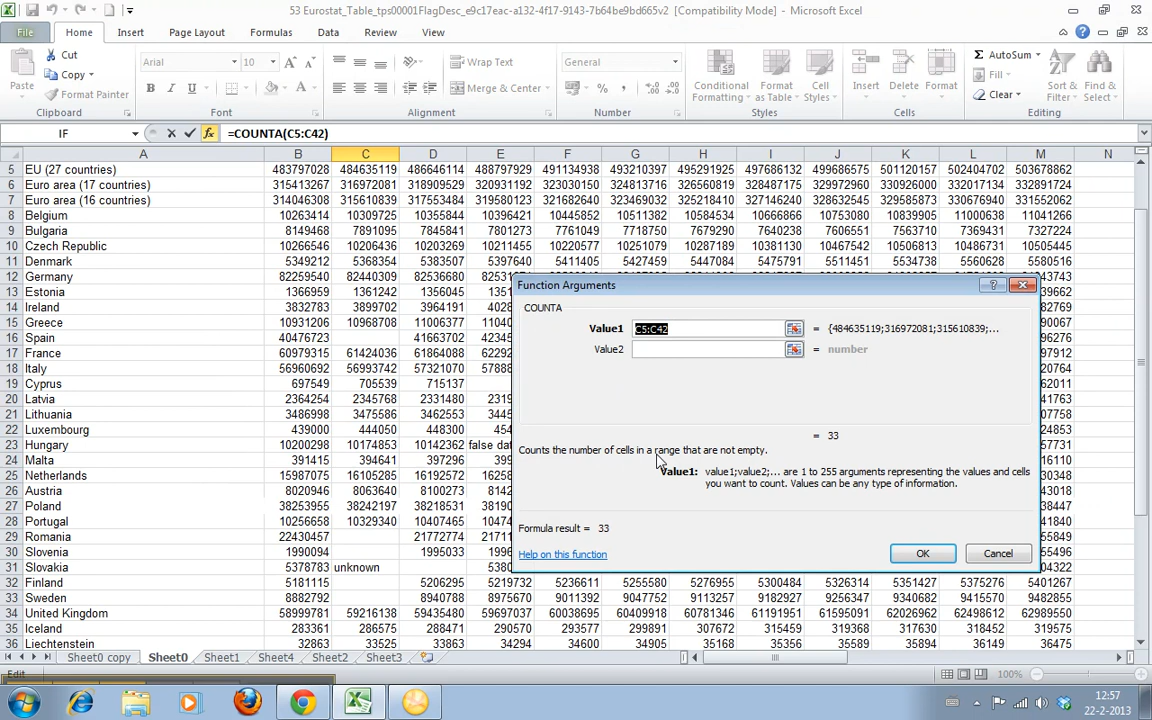 53 Eurostat_Table_tps00001FlagDesc_e9c17eac-a132-4f17-9143-7b64be9bd665v2 [Compatibility Mode] - Microsoft Excel
File Home Insert Page Layout Formulas Data Review View
Cut
Copy
Format Painter
Paste
Clipboard
Arial 10
Font
Wrap Text
Merge & Center
Alignment
General
Number
Conditional Formatting
Format as Table
Cell Styles
Styles
Insert Delete Format
Cells
AutoSum
Fill
Clear
Sort & Filter
Find & Select
Editing
IF =COUNTA(C5:C42)
A B C D E F G H I J K L M N
5 EU (27 countries) 483797028 484635119 486646114 488797929 491134938 493210397 495291925 497686132 499686575 501120157 502404702 503678862
6 Euro area (17 countries) 315413267 316972081 318909529 320931192 323030150 324813716 326560819 328487175 329972960 330926000 332017134 332891724
7 Euro area (16 countries) 314046308 315610839 317553484 319580123 321682640 323469032 325218410 327146240 328632545 329585873 330676940 331552062
8 Belgium 10263414 10309725 10355844 10396421 10445852 10511382 10584534 10666866 10753080 10839905 11000638 11041266
9 Bulgaria 8149468 7891095 7845841 7801273 7761049 7718750 7679290 7640238 7606551 7563710 7369431 7327224
10 Czech Republic 10266546 10206436 10203269 10211455 10220577 10251079 10287189 10381130 10467542 10506813 10486731 10505445
11 Denmark 5349212 5368354 5383507 5397640 5411405 5427459 5447084 5475791 5511451 5534738 5560628
12 Germany 82259540 82440309 82536680 8253
13 Estonia 1366959 1361242 1356045
14 Ireland 3832783 3899702 3964191
15 Greece 10931206 10968708 11006377
16 Spain 40476723 41663702
17 France 60979315 61424036 61864088
18 Italy 56960692 56993742 57321070 57888
19 Cyprus 697549 705539 715137
20 Latvia 2364254 2345768 2331480
21 Lithuania 3486998 3475586 3462553
22 Luxembourg 439000 444050 448300
23 Hungary 10200298 10174853 10142362 false dat
24 Malta 391415 394641 397296
25 Netherlands 15987075 16105285 16192572
26 Austria 8020946 8063640 8100273
27 Poland 38253955 38242197 38218531
28 Portugal 10256658 10329340 10407465
29 Romania 22430457 21772774
30 Slovenia 1990094 1995033
31 Slovakia 5378783 unknown
32 Finland 5181115 5206295 5219732 5236611 5255580 5276955 5300484 5326314 5351427 5375276 5401267
33 Sweden 8882792 8940788 8975670 9011392 9047752 9113257 9182927 9256347 9340682 9415570 9482855
34 United Kingdom 58999781 59216138 59435480 59697037 60038695 60409918 60781346 61191951 61595091 62026962 62498612 62989550
35 Iceland 283361 286575 288471 290570 293577 299891 307672 315459 319368 317630 318452 319575
36 Liechtenstein 32863 33525 33863 34294 34600 34905 35168 35589 35894 36149 36475
Function Arguments
COUNTA
Value1 C5:C42 = {484635119;316972081;315610839;...
Value2 = number
= 33
Counts the number of cells in a range that are not empty.
Value1: value1;value2;... are 1 to 255 arguments representing the values and cells
you want to count. Values can be any type of information.
Formula result = 33
Help on this function
OK Cancel
Sheet0 copy Sheet0 Sheet1 Sheet4 Sheet2 Sheet3
Edit 100%
12:57
22-2-2013